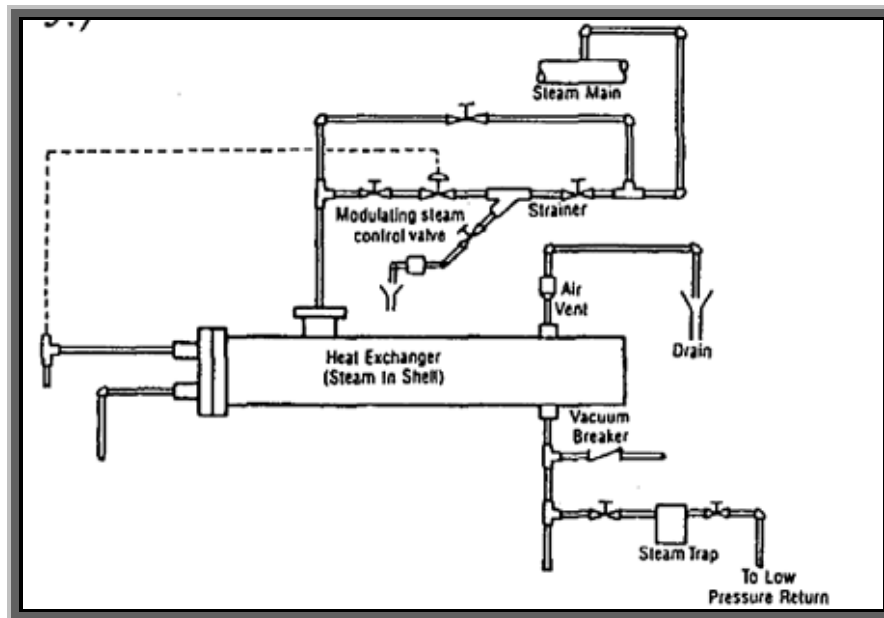 Steam Main
Strainer
Modulating steam
control valve
Air
Vent
Drain
Heat Exchanger
(Steam In Shell)
Vacuum
Breaker
Steam Trap
To Low
Pressure Return